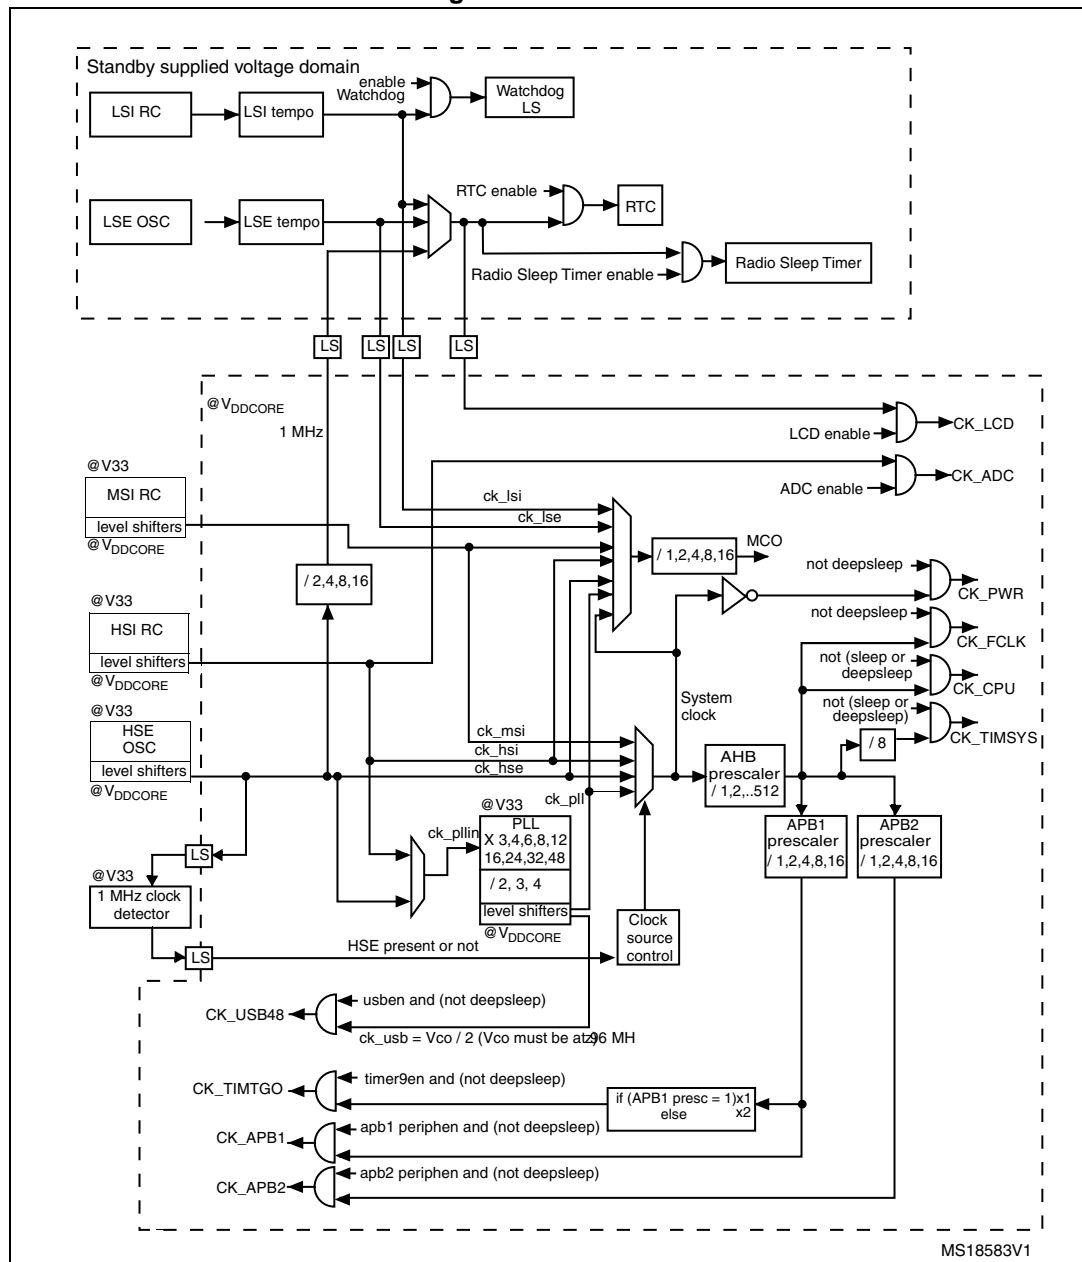 g
Standby supplied voltage domain
enable
Watchdog
Watchdog
LS
LSI RC
LSI tempo
RTC enable
RTC
LSE OSC
LSE tempo
Radio Sleep Timer enable
Radio Sleep Timer
LS
LS
LS
LS
@VDDCORE
1 MHz
LCD enable
CK_LCD
@V33
MSI RC
level shifters
@VDDCORE
ck_lsi
ck_lse
ADC enable
CK_ADC
/ 2,4,8,16
/ 1,2,4,8,16
MCO
not deepsleep
CK_PWR
@V33
HSI RC
level shifters
@VDDCORE
not deepsleep
CK_FCLK
not (sleep or
deepsleep
CK_CPU
System
clock
not (sleep or
deepsleep)
CK_TIMSYS
/ 8
@V33
HSE
OSC
level shifters
@VDDCORE
ck_msi
ck_hsi
ck_hse
ck_pll
AHB
prescaler
/ 1,2,..512
ck_pllin
@V33
PLL
X 3,4,6,8,12
16,24,32,48
/ 2, 3, 4
level shifters
@VDDCORE
APB1
prescaler
/ 1,2,4,8,16
APB2
prescaler
/ 1,2,4,8,16
LS
@V33
1 MHz clock
detector
LS
HSE present or not
Clock
source
control
CK_USB48
usben and (not deepsleep)
ck_usb = Vco / 2 (Vco must be atz)96 MH
CK_TIMTGO
timer9en and (not deepsleep)
if (APB1 presc = 1)x1
else x2
CK_APB1
apb1 periphen and (not deepsleep)
CK_APB2
apb2 periphen and (not deepsleep)
MS18583V1